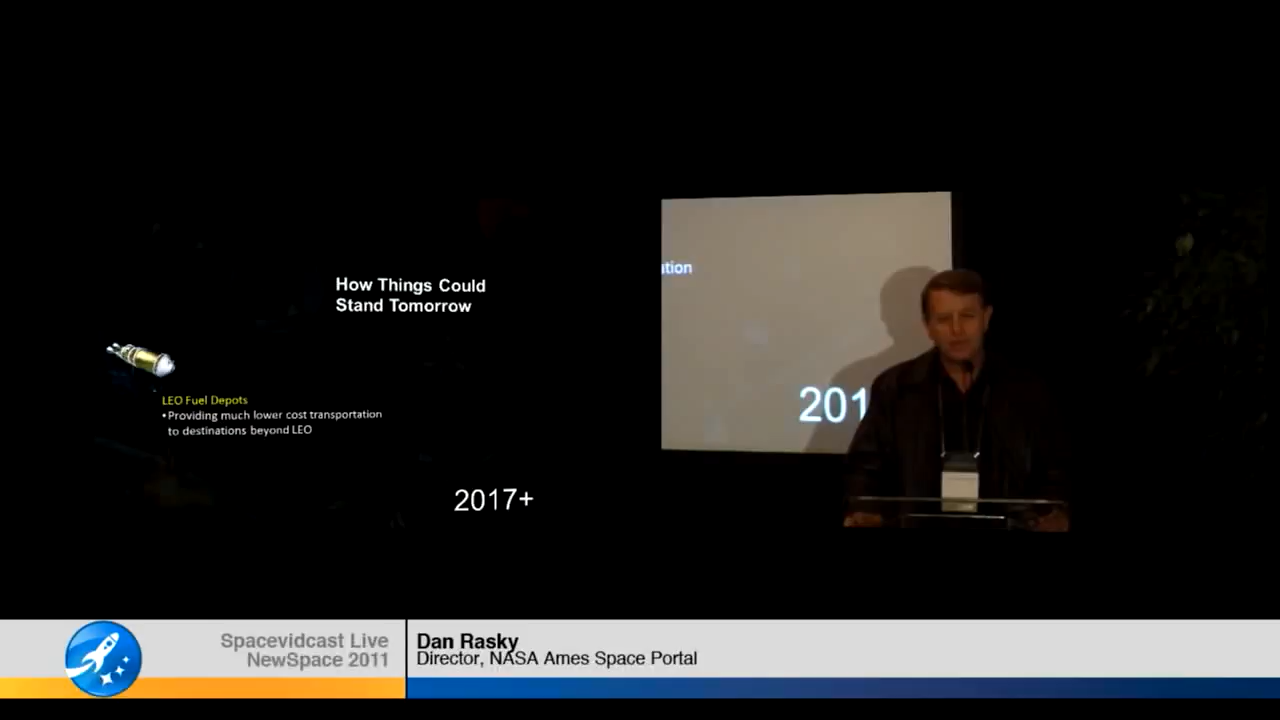 How Things Could
Stand Tomorrow
LEO Fuel Depots
•Providing much lower cost transportation
to destinations beyond LEO
2017+
201
Spacevidcast Live
NewSpace 2011
Dan Rasky
Director, NASA Ames Space Portal